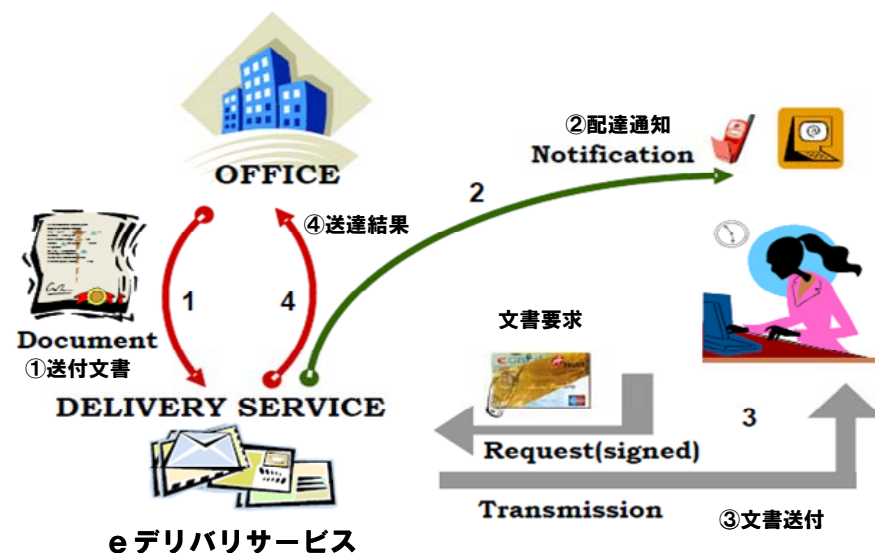 OFFICE
②配達通知
Notification
2
④送達結果
1
4
Document
①送付文書
文書要求
DELIVERY SERVICE
Request(signed)
3
Transmission
③文書送付
eデリバリサービス
@